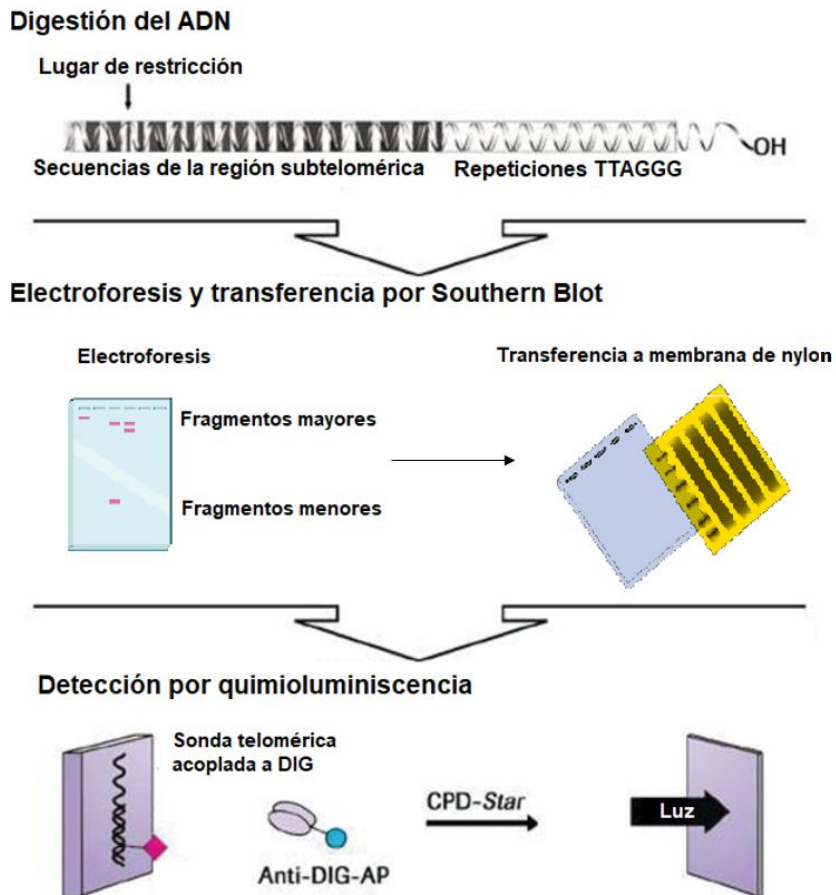 Digestión del ADN
Lugar de restricción
OH
Secuencias de la región subtelomérica
Repeticiones TTAGGG
Electroforesis y transferencia por Southern Blot
Electroforesis
Transferencia a membrana de nylon
Fragmentos mayores
Fragmentos menores
Detección por quimioluminiscencia
Sonda telomérica
acoplada a DIG
CPD-Star
Luz
Anti-DIG-AP